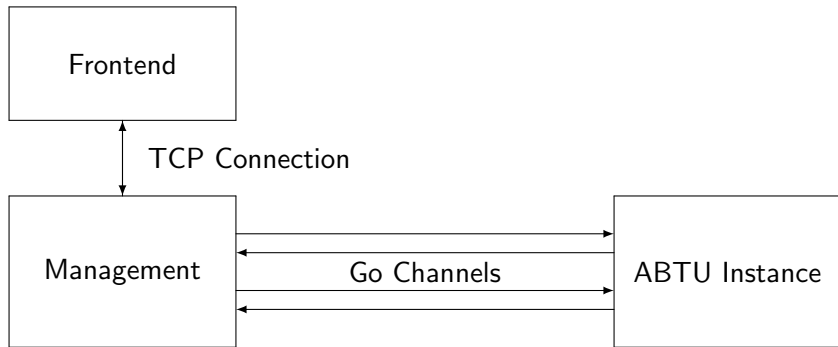 Frontend
TCP Connection
Management
Go Channels
ABTU Instance